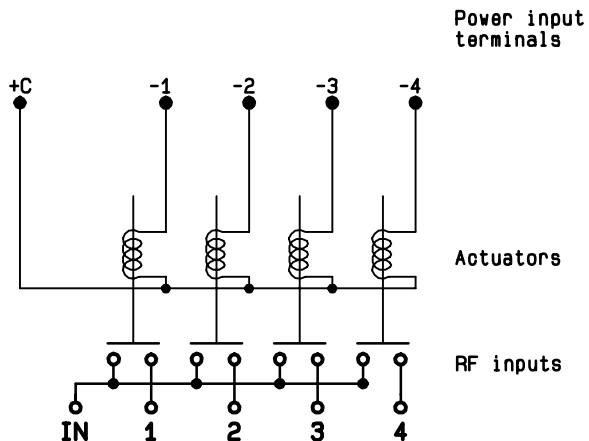 Power input
terminals
+C -1 -2 -3 -4
Actuators
RF inputs
IN 1 2 3 4